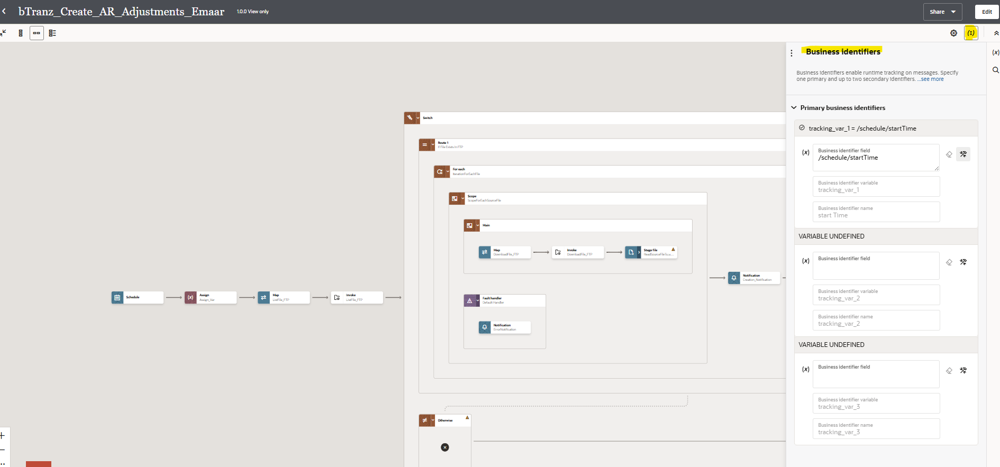 bTranz_Create_AR_Adjustments_Emaar
1.0.0 View only
Share
Edit
(I)
Business identifiers
(x)
Business identifiers enable runtime tracking on messages. Specify
one primary and up to two secondary identifiers. ...see more
Primary business identifiers
tracking_var_1 = /schedule/startTime
(x)
Business identifier field
/schedule/startTime
Business identifier variable
tracking_var_1
Business identifier name
start Time
VARIABLE UNDEFINED
(x)
Business identifier field
Business identifier variable
tracking_var_2
Business identifier name
tracking_var_2
VARIABLE UNDEFINED
(x)
Business identifier field
Business identifier variable
tracking_var_3
Business identifier name
tracking_var_3
Switch
Route 1
If File Exists In FTP
For each
IterationForEachFile
Scope
ScopeForEachSourceFile
Main
Map
DownloadFile_FTP
Invoke
DownloadFile_FTP
Stage file
ReadSourceFile
Notification
Creation_Notification
Schedule
(x)
Assign
Assign_Var
Map
ListFile_FTP
Invoke
ListFile_FTP
Fault handler
Default Handler
Notification
ErrorNotification
Otherwise